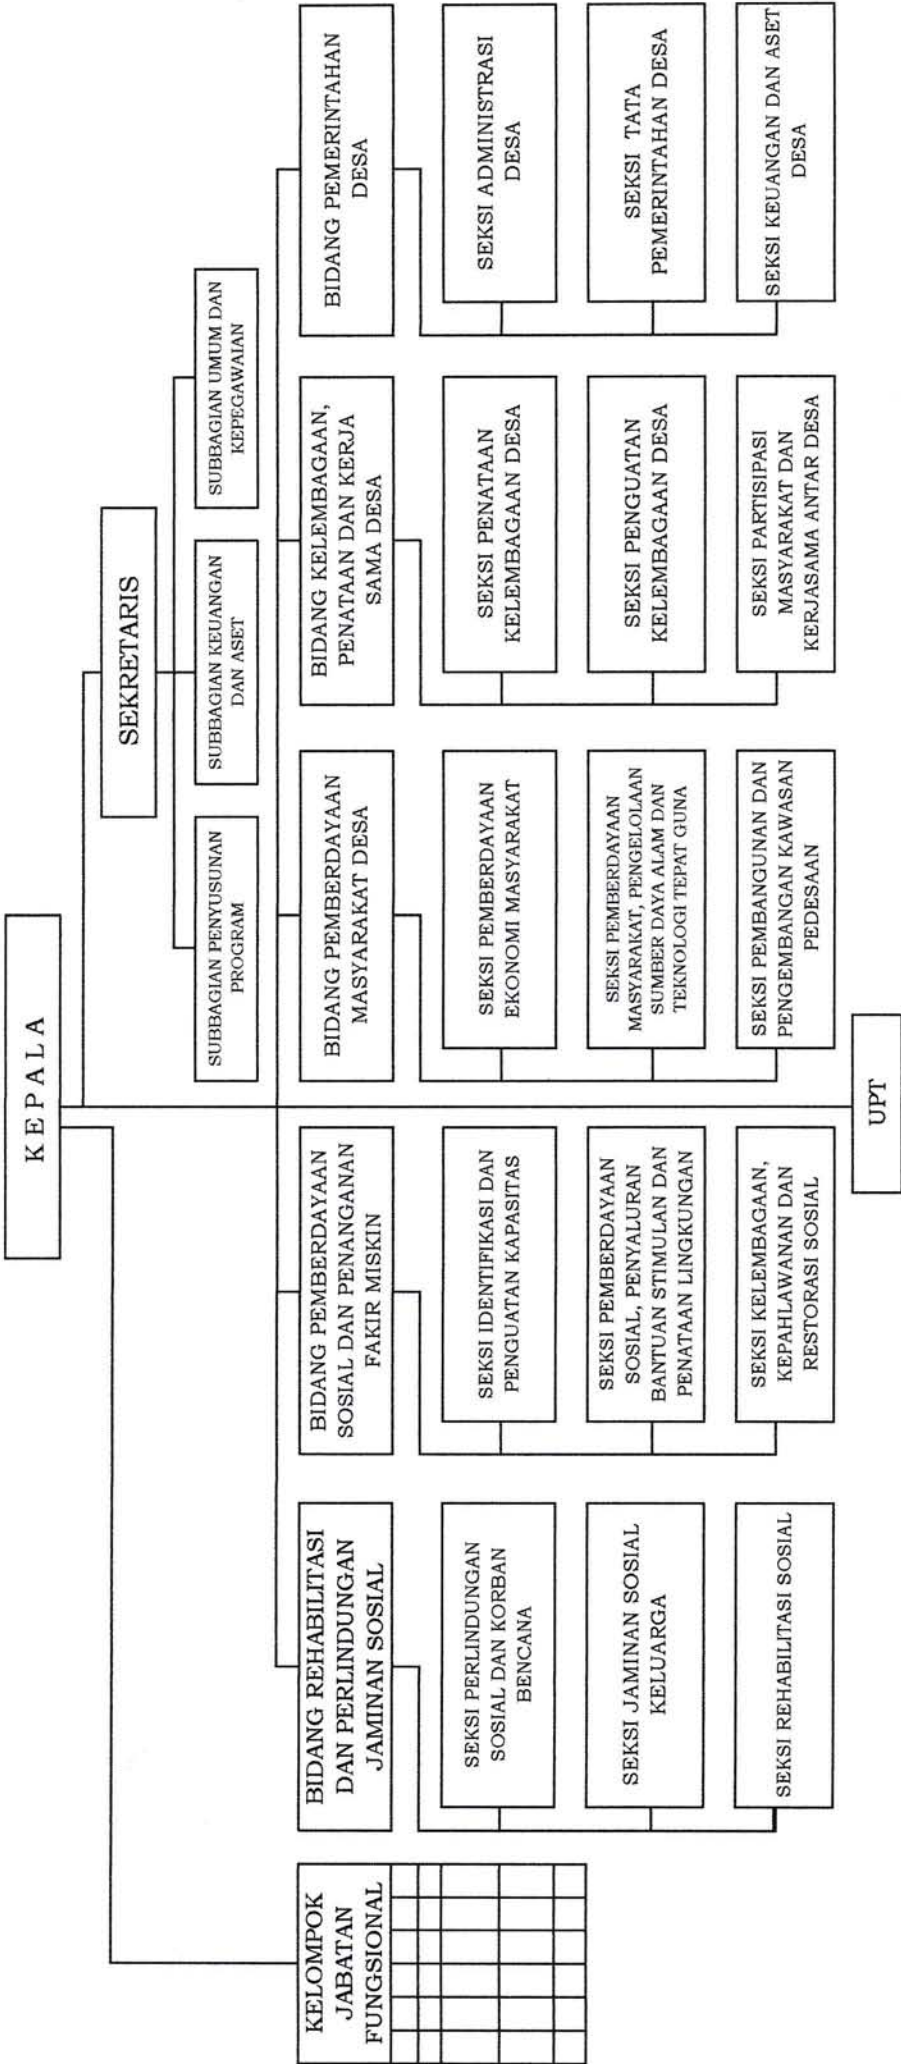 KEPALA
SEKRETARIS
SUBBAGIAN PENYUSUNAN
PROGRAM
SUBBAGIAN KEUANGAN
DAN ASET
SUBBAGIAN UMUM DAN
KEPEGAWAIAN
KELOMPOK
JABATAN
FUNGSIONAL
BIDANG REHABILITASI
DAN PERLINDUNGAN
JAMINAN SOSIAL
SEKSI PERLINDUNGAN
SOSIAL DAN KORBAN
BENCANA
SEKSI JAMINAN SOSIAL
KELUARGA
SEKSI REHABILITASI SOSIAL
BIDANG PEMBERDAYAAN
SOSIAL DAN PENANGANAN
FAKIR MISKIN
SEKSI IDENTIFIKASI DAN
PENGUATAN KAPASITAS
SEKSI PEMBERDAYAAN
SOSIAL, PENYALURAN
BANTUAN STIMULAN DAN
PENATAAN LINGKUNGAN
SEKSI KELEMBAGAAN,
KEPAHLAWANAN DAN
RESTORASI SOSIAL
BIDANG PEMBERDAYAAN
MASYARAKAT DESA
SEKSI PEMBERDAYAAN
EKONOMI MASYARAKAT
SEKSI PEMBERDAYAAN
MASYARAKAT, PENGELOLAAN
SUMBER DAYA ALAM DAN
TEKNOLOGI TEPAT GUNA
SEKSI PEMBANGUNAN DAN
PENGEMBANGAN KAWASAN
PEDESAAN
BIDANG KELEMBAGAAN,
PENATAAN DAN KERJA
SAMA DESA
SEKSI PENATAAN
KELEMBAGAAN DESA
SEKSI PENGUATAN
KELEMBAGAAN DESA
SEKSI PARTISIPASI
MASYARAKAT DAN
KERJASAMA ANTAR DESA
BIDANG PEMERINTAHAN
DESA
SEKSI ADMINISTRASI
DESA
SEKSI TATA
PEMERINTAHAN DESA
SEKSI KEUANGAN DAN ASET
DESA
UPT